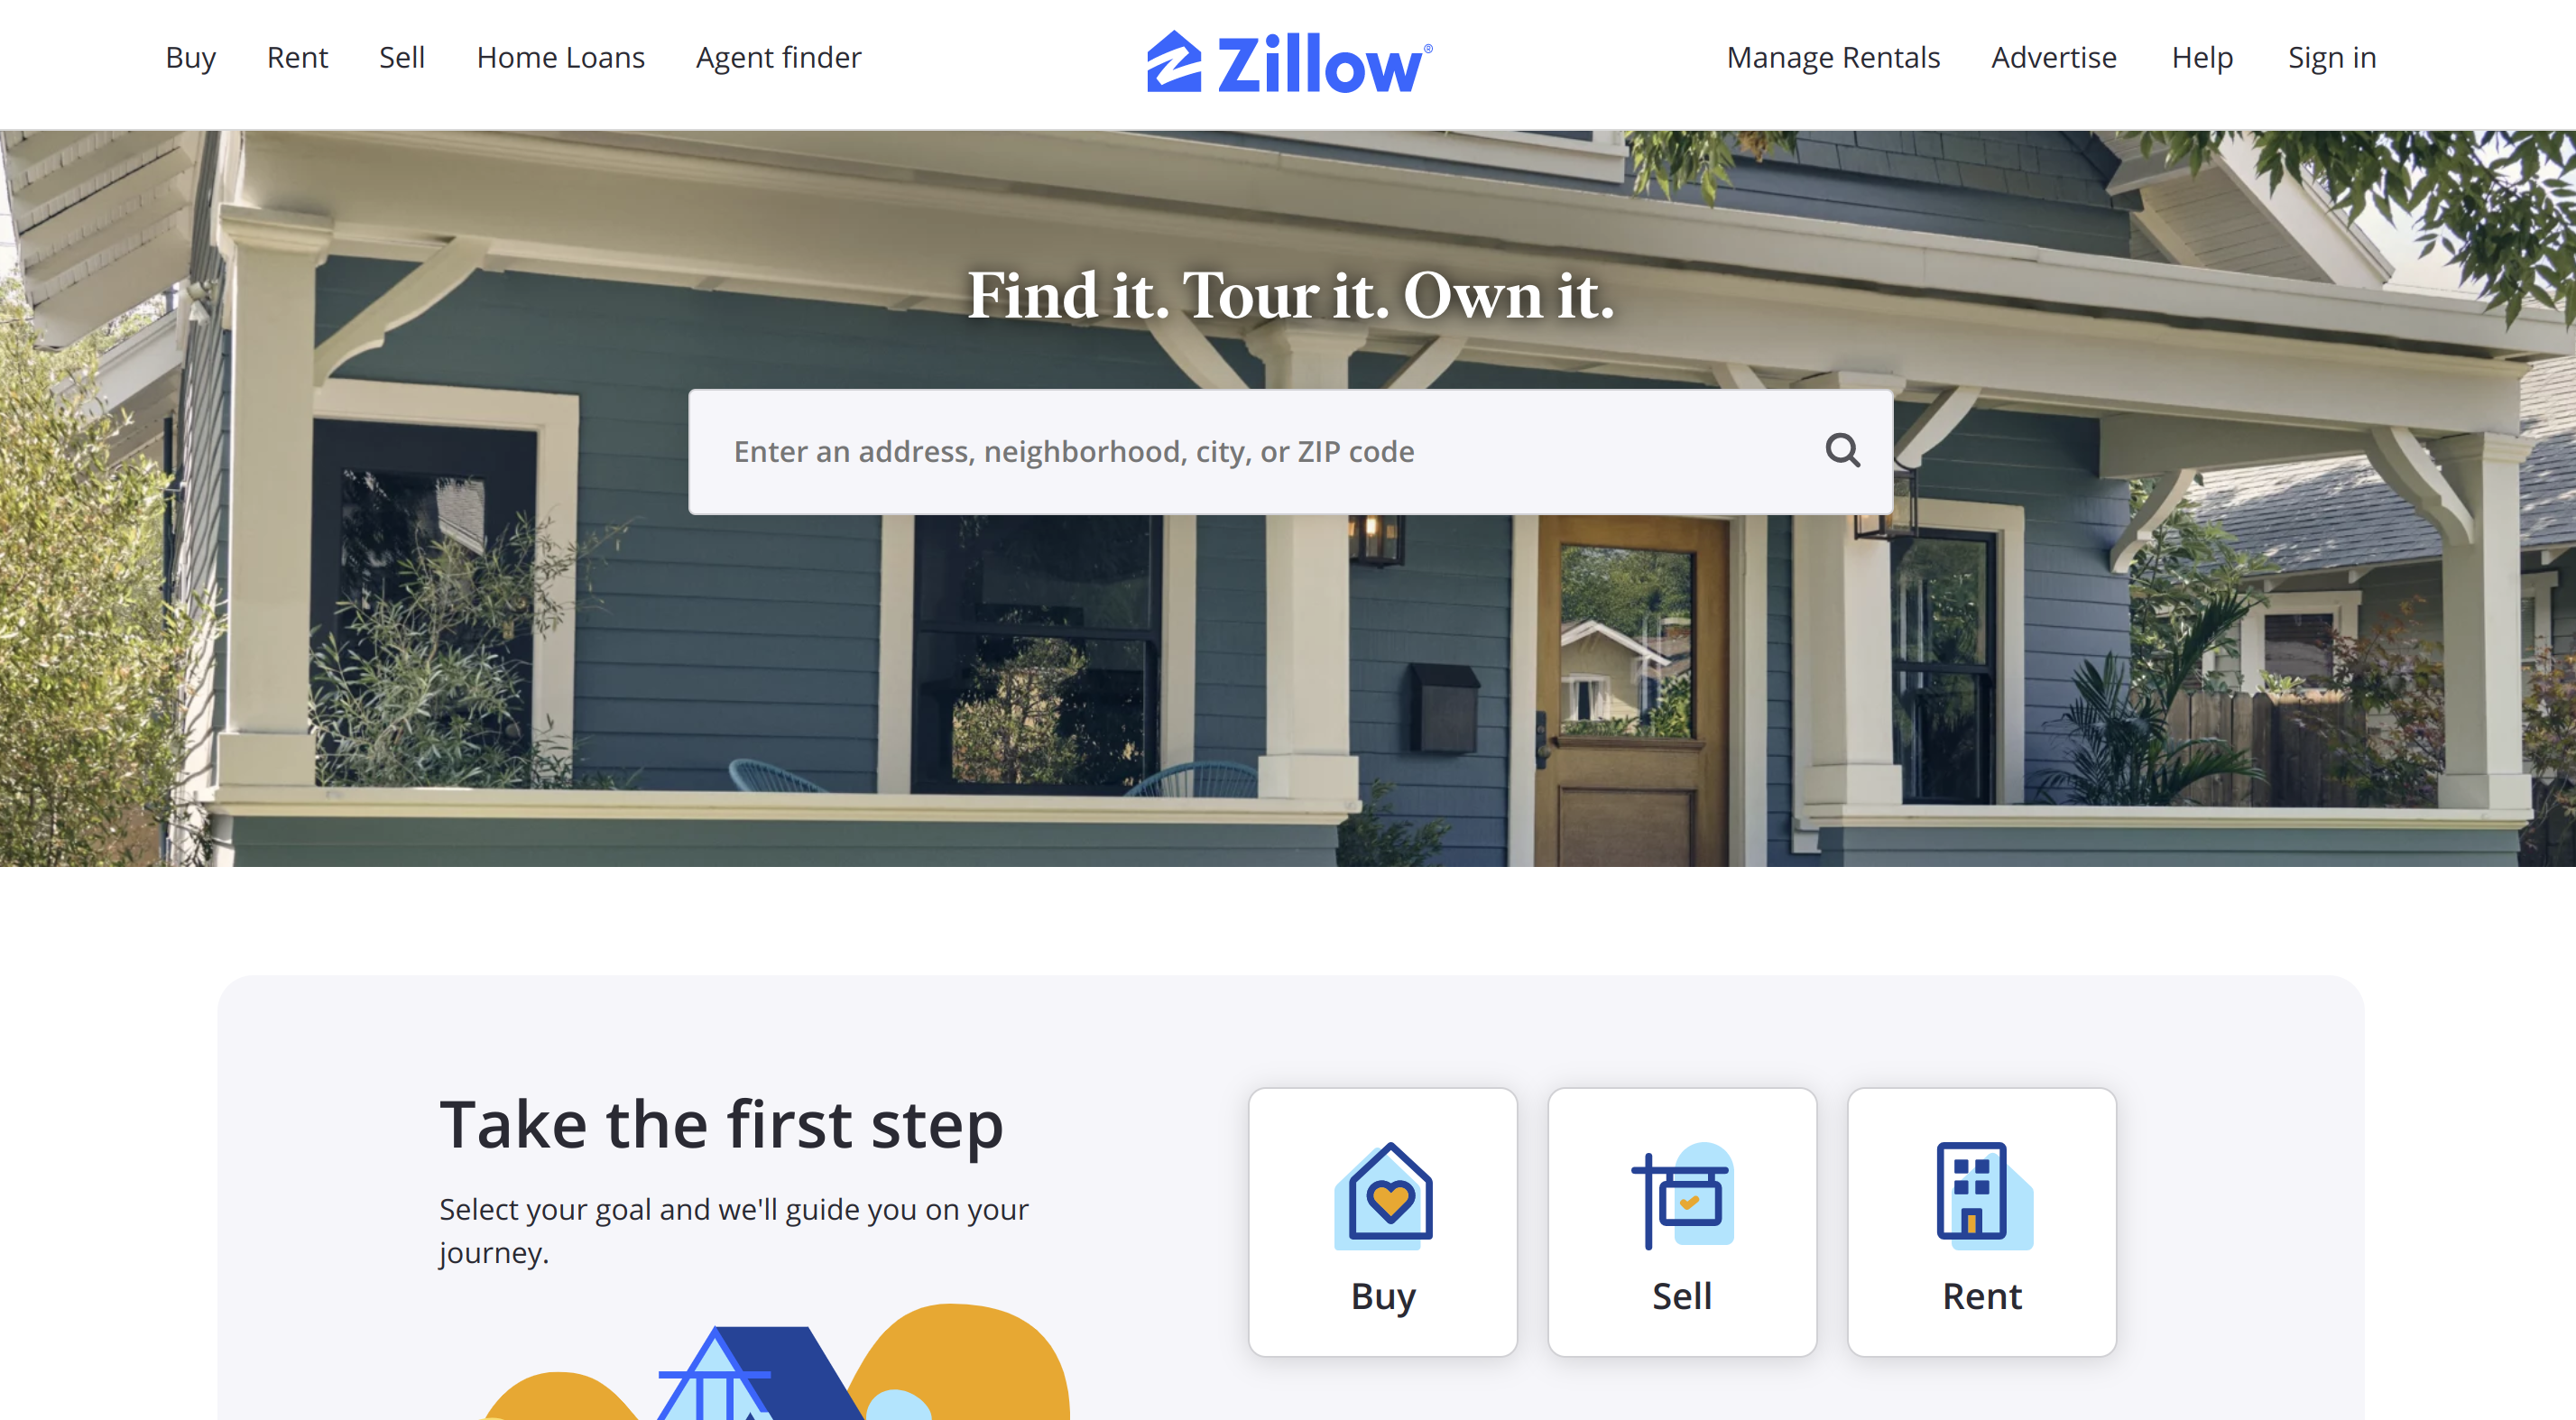 Buy Rent Sell Home Loans Agent finder Zillow® Manage Rentals Advertise Help Sign in
Find it. Tour it. Own it.
Enter an address, neighborhood, city, or ZIP code
Take the first step
Select your goal and we'll guide you on your
journey.
Buy Sell Rent